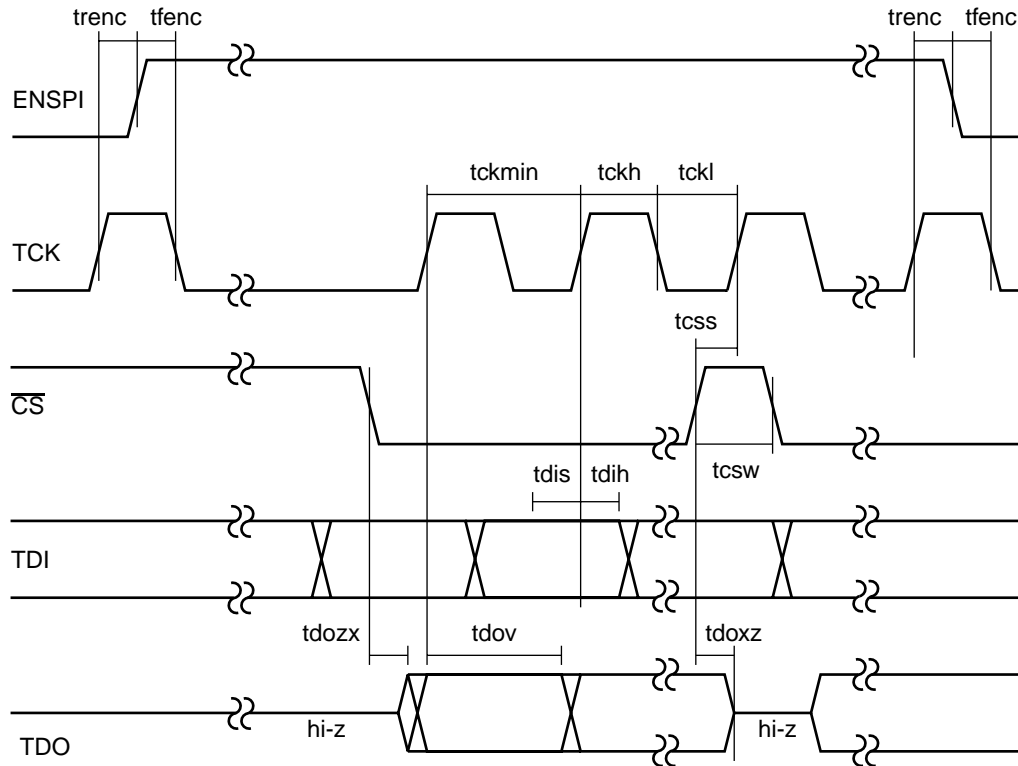 trenc tfenc trenc tfenc
ENSPI
tckmin tckh tckl
TCK
tcss
CS
tcsw
tdis tdih
TDI
tdozx tdov tdoxz
hi-z hi-z
TDO